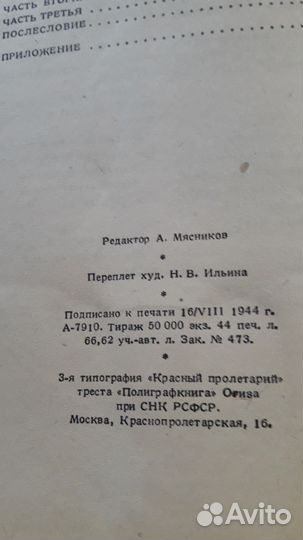 ЧАСТЬ ВТОРАЯ . . . . . . .
ЧАСТЬ ТРЕТЬЯ . . . . . . .
ПОСЛЕСЛОВИЕ . . . . . . .
ПРИЛОЖЕНИЕ . . . . . . .
Редактор А. Мясников
*
Переплет худ. Н. В. Ильина
*
Подписано к печати 16/VIII 1944 г.
А-7910. Тираж 50 000 экз. 44 печ. л.
66,62 уч.-авт. л. Зак. № 473.
*
3-я типография «Красный пролетарий»
треста «Полиграфкнига» Огиза
при СНК РСФСР.
Москва, Краснопролетарская, 16.
Avito